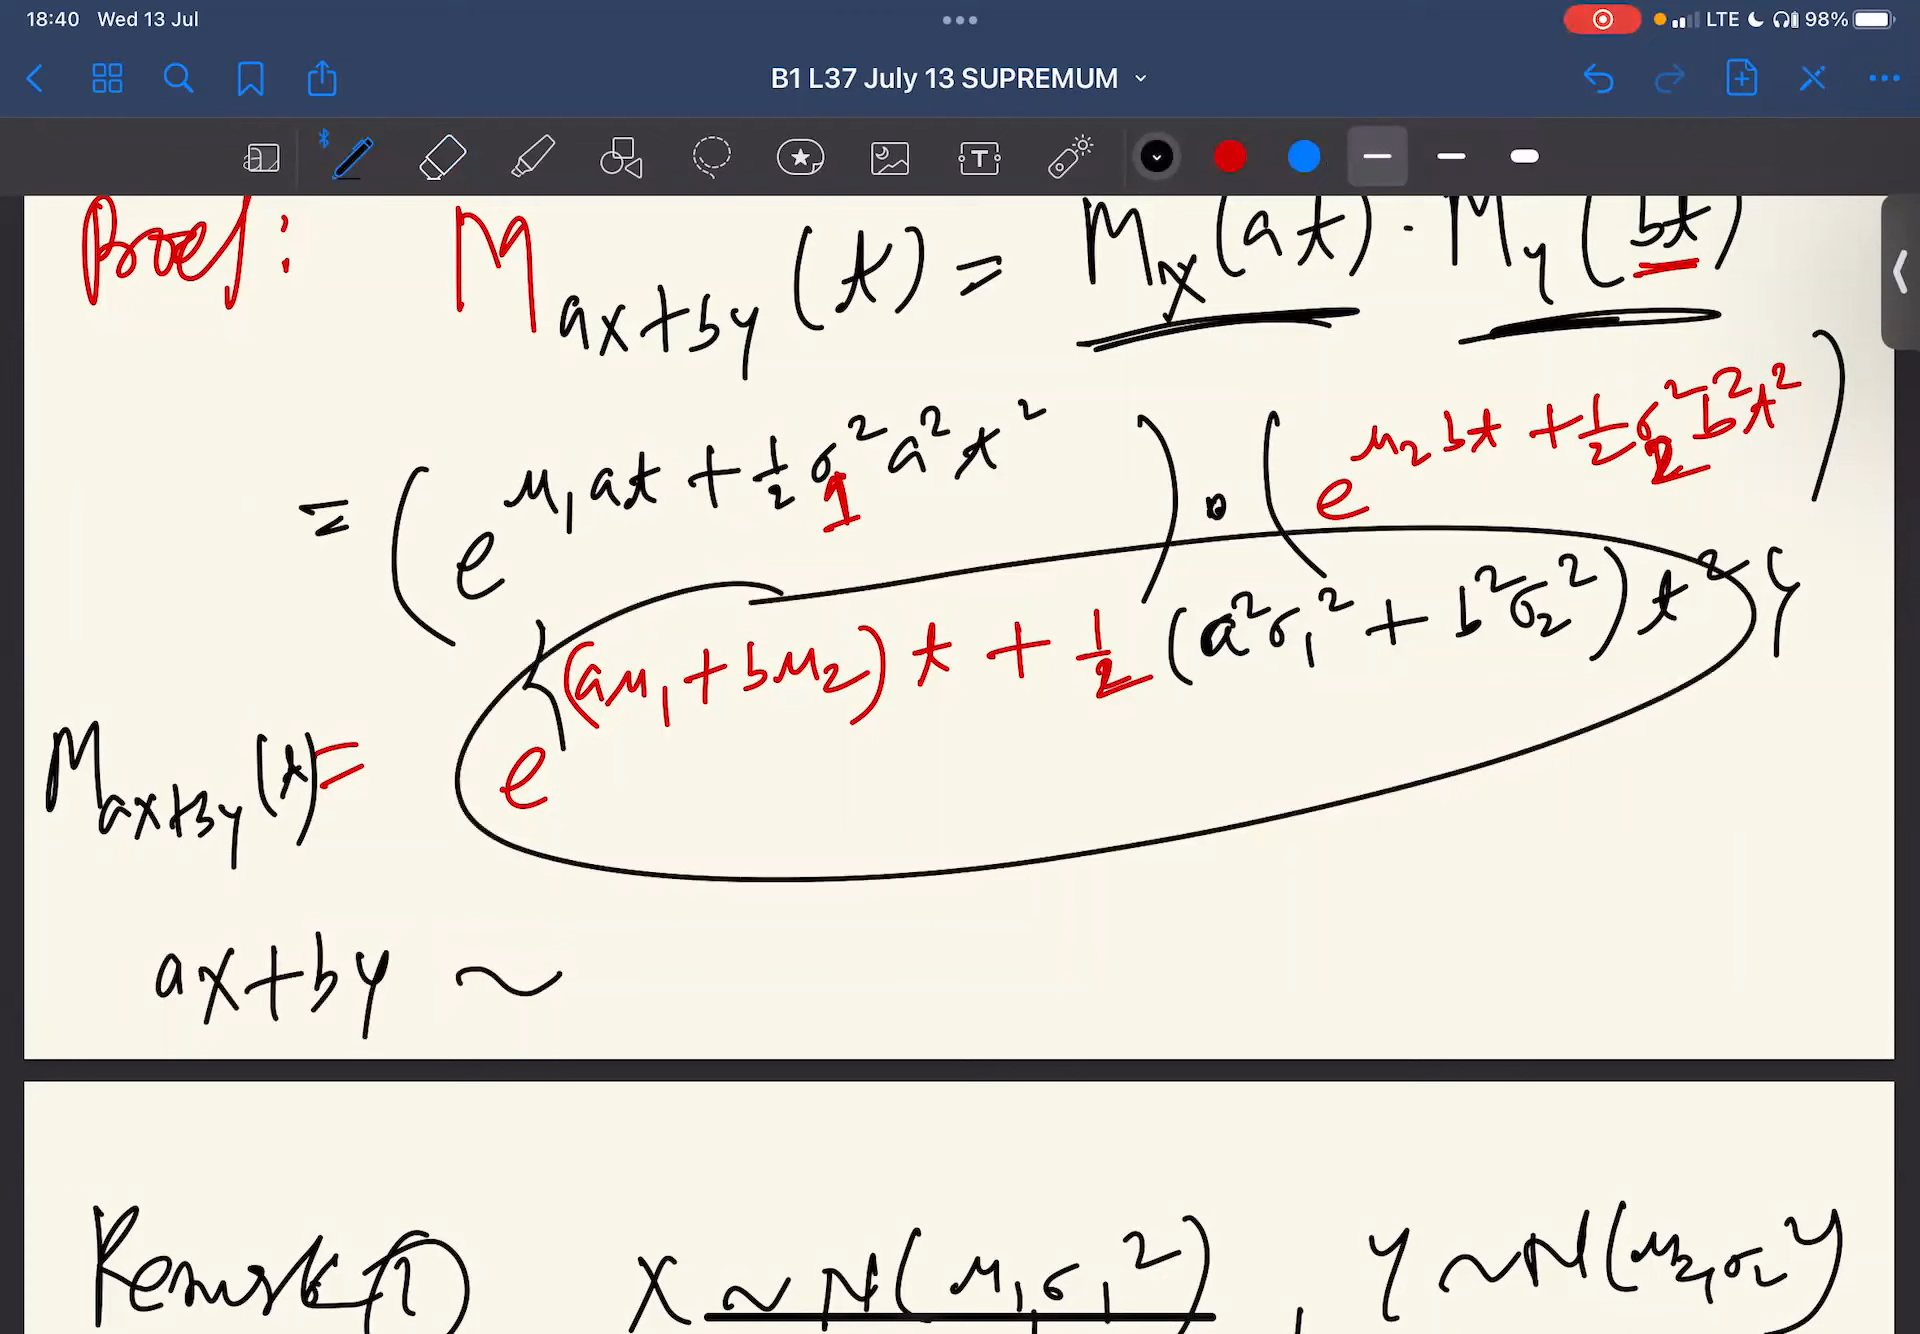 18:40 Wed 13 Jul LTE 98%
B1 L37 July 13 SUPREMUM
Proof: M_{ax+by}(t) = M_X(at) · M_Y(bt)
= (e^{μ₁at + ½σ₁²a²t²}) · (e^{μ₂bt + ½σ₂²b²t²})
M_{ax+by}(t) = e^{{(aμ₁+bμ₂)t + ½(a²σ₁² + b²σ₂²)t²}}
ax+by ~
Remark ① X ~ N(μ₁, σ₁²), Y ~ N(μ₂, σ₂²)